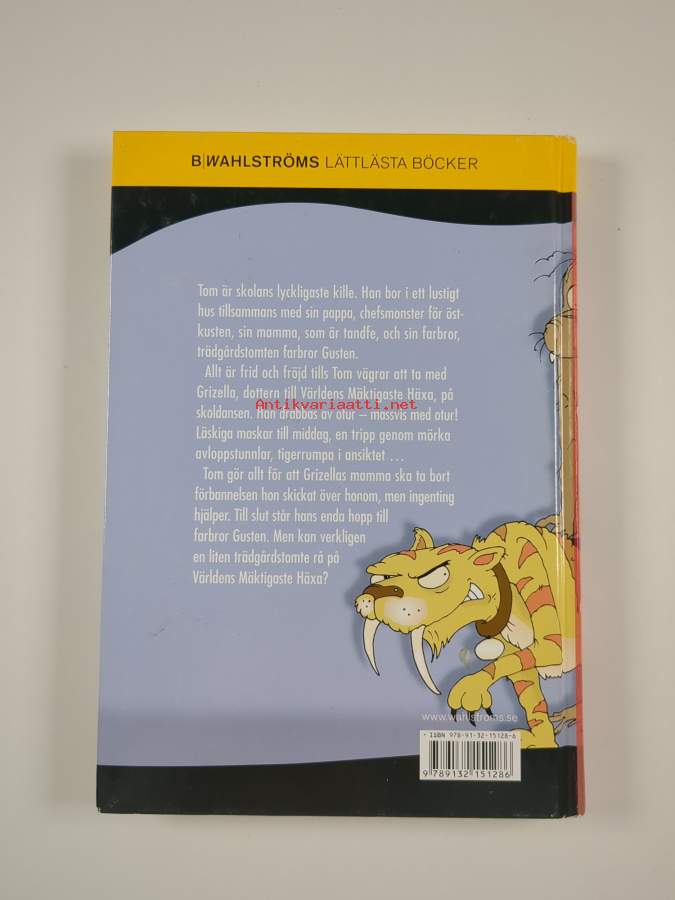 B|WAHLSTRÖMS LÄTTLÄSTA BÖCKER
Tom är skolans lyckligaste kille. Han bor i ett lustigt
hus tillsammans med sin pappa, chefsmonster för öst-
kusten, sin mamma, som är tandfe, och sin farbror,
trädgårdstomten farbror Gusten.
Allt är frid och fröjd tills Tom vägrar att ta med
Grizella, dottern till Världens Mäktigaste Häxa, på
skoldansen. Han drabbas av otur – massvis med otur!
Antikvariaatti.net
Läskiga maskar till middag, en tripp genom mörka
avloppstunnlar, tigerrumpa i ansiktet ...
Tom gör allt för att Grizellas mamma ska ta bort
förbannelsen hon skickat över honom, men ingenting
hjälper. Till slut står hans enda hopp till
farbror Gusten. Men kan verkligen
en liten trädgårdstomte rå på
Världens Mäktigaste Häxa?
www.wahlstroms.se
ISBN 978-91-32-15128-6
9 789132 151286